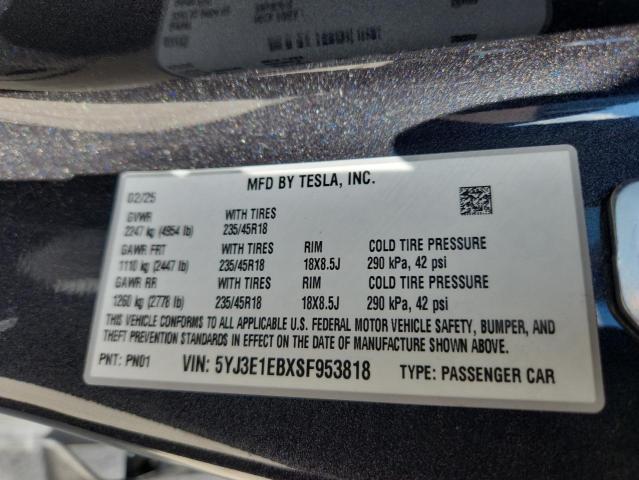 MFD BY TESLA, INC.
02/25
GVWR WITH TIRES
2247 kg (4954 lb) 235/45R18
GAWR FRT WITH TIRES RIM COLD TIRE PRESSURE
1110 kg (2447 lb) 235/45R18 18X8.5J 290 kPa, 42 psi
GAWR RR WITH TIRES RIM COLD TIRE PRESSURE
1260 kg (2778 lb) 235/45R18 18X8.5J 290 kPa, 42 psi
THIS VEHICLE CONFORMS TO ALL APPLICABLE U.S. FEDERAL MOTOR VEHICLE SAFETY, BUMPER, AND
THEFT PREVENTION STANDARDS IN EFFECT ON THE DATE OF MANUFACTURE SHOWN ABOVE.
PNT: PN01 VIN: 5YJ3E1EBXSF953818 TYPE: PASSENGER CAR